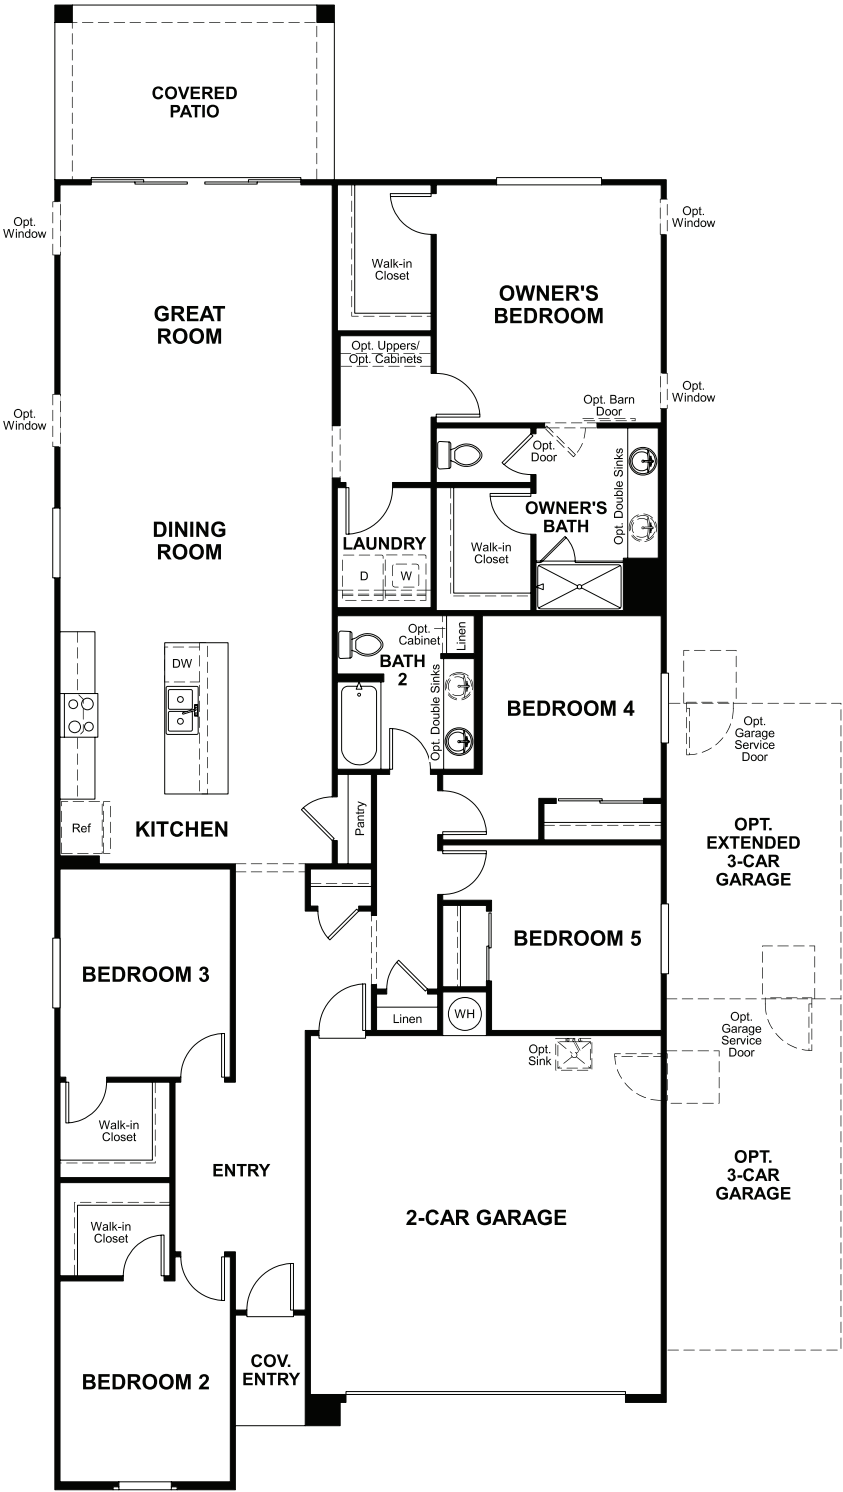 COVERED
PATIO
Opt.
Window
Opt.
Window
Walk-in
Closet
OWNER'S
BEDROOM
GREAT
ROOM
Opt. Uppers/
Opt. Cabinets
Opt.
Window
Opt.
Window
Opt. Barn
Door
Opt.
Door
Opt. Double Sinks
OWNER'S
BATH
DINING
ROOM
LAUNDRY
Walk-in
Closet
D
W
Opt.
Cabinet
Linen
BATH
2
DW
Opt. Double Sinks
BEDROOM 4
Opt.
Garage
Service
Door
Ref
KITCHEN
Pantry
OPT.
EXTENDED
3-CAR
GARAGE
BEDROOM 3
BEDROOM 5
Linen
WH
Opt.
Sink
Opt.
Garage
Service
Door
Walk-in
Closet
ENTRY
OPT.
3-CAR
GARAGE
Walk-in
Closet
2-CAR GARAGE
BEDROOM 2
COV.
ENTRY